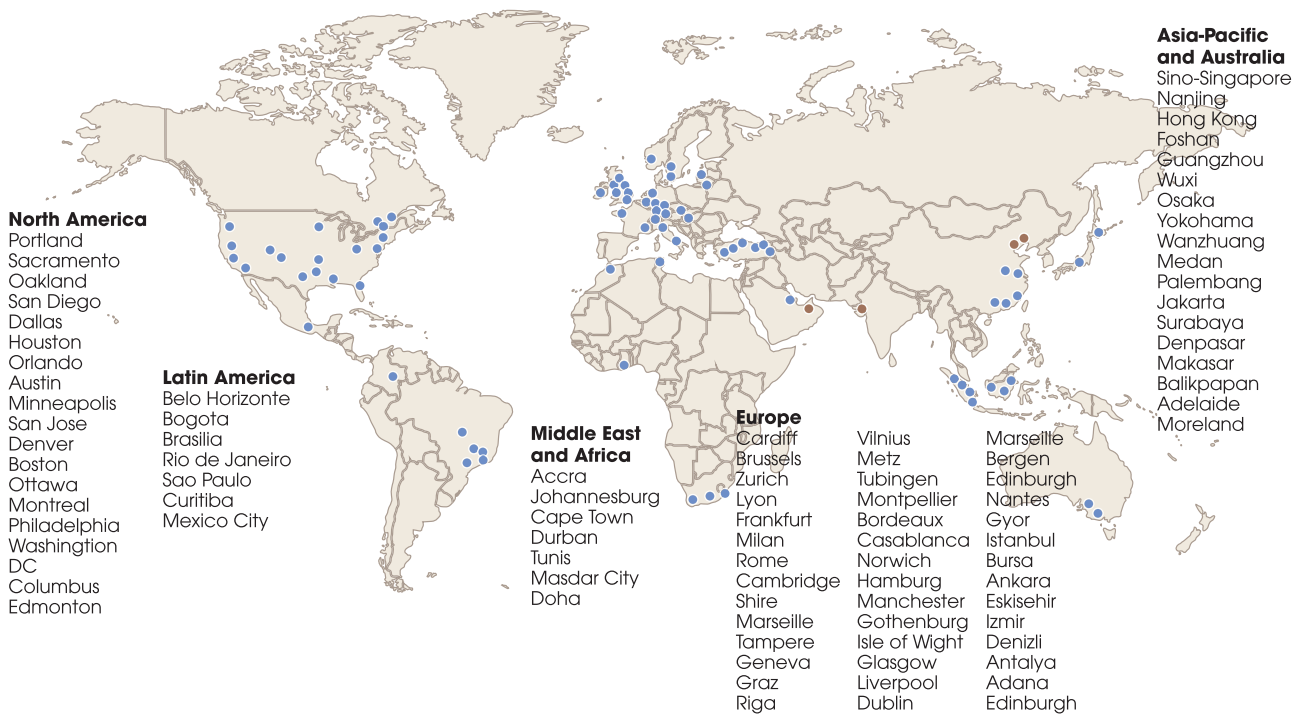 North America
Portland
Sacramento
Oakland
San Diego
Dallas
Houston
Orlando
Austin
Minneapolis
San Jose
Denver
Boston
Ottawa
Montreal
Philadelphia
Washington
DC
Columbus
Edmonton
Latin America
Belo Horizonte
Bogota
Brasilia
Rio de Janeiro
Sao Paulo
Curitiba
Mexico City
Middle East
and Africa
Accra
Johannesburg
Cape Town
Durban
Tunis
Masdar City
Doha
Europe
Cardiff
Brussels
Zurich
Lyon
Frankfurt
Milan
Rome
Cambridge
Shire
Marseille
Tampere
Geneva
Graz
Riga
Vilnius
Metz
Tubingen
Montpellier
Bordeaux
Casablanca
Norwich
Hamburg
Manchester
Gothenburg
Isle of Wight
Glasgow
Liverpool
Dublin
Marseille
Bergen
Edinburgh
Nantes
Gyor
Istanbul
Bursa
Ankara
Eskisehir
Izmir
Denizli
Antalya
Adana
Edinburgh
Asia-Pacific
and Australia
Sino-Singapore
Nanjing
Hong Kong
Foshan
Guangzhou
Wuxi
Osaka
Yokohama
Wanzhuang
Medan
Palembang
Jakarta
Surabaya
Denpasar
Makasar
Balikpapan
Adelaide
Moreland